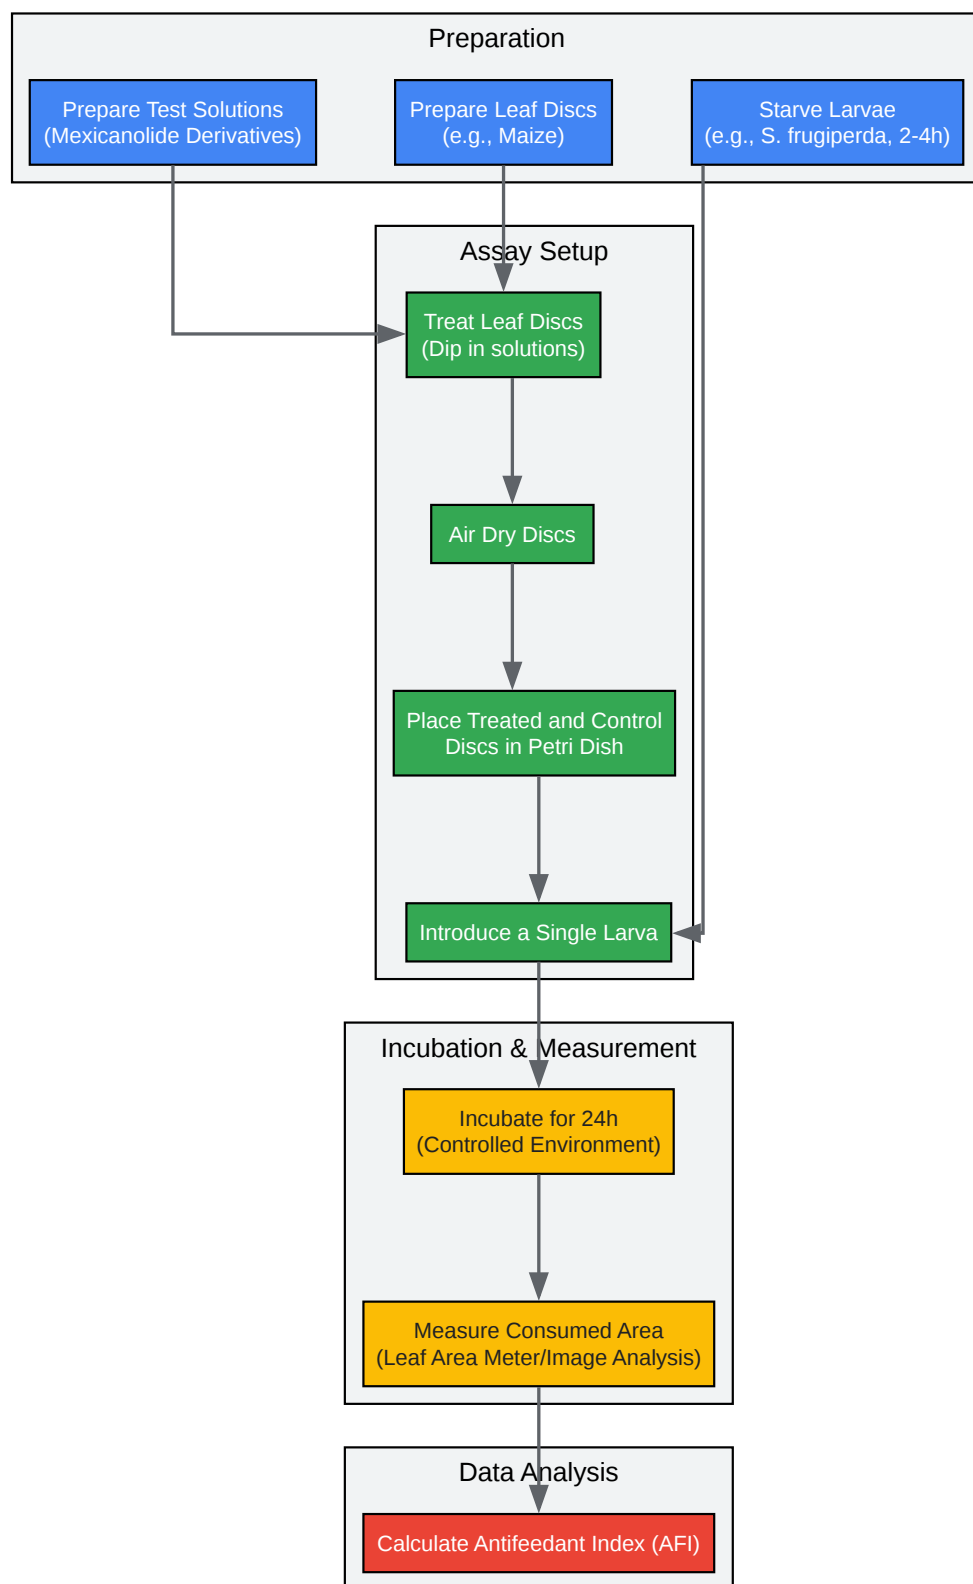 Preparation
Prepare Test Solutions
(Mexicanolide Derivatives)
Prepare Leaf Discs
(e.g., Maize)
Starve Larvae
(e.g., S. frugiperda, 2-4h)
Assay Setup
Treat Leaf Discs
(Dip in solutions)
Air Dry Discs
Place Treated and Control
Discs in Petri Dish
Introduce a Single Larva
Incubation & Measurement
Incubate for 24h
(Controlled Environment)
Measure Consumed Area
(Leaf Area Meter/Image Analysis)
Data Analysis
Calculate Antifeedant Index (AFI)